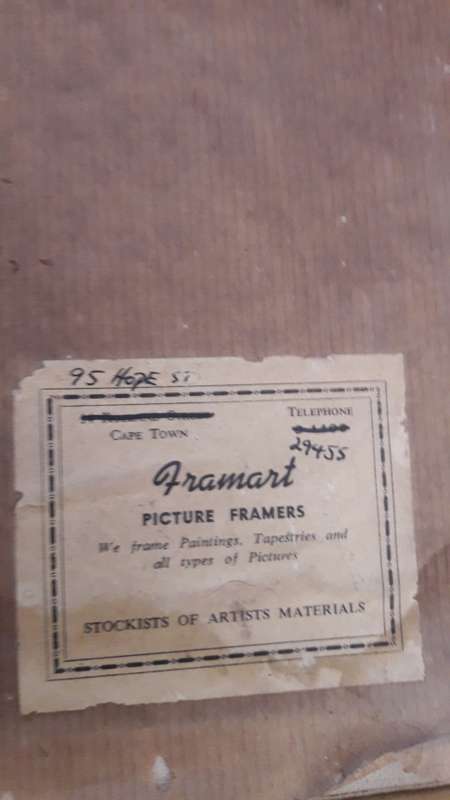 95 HOPE ST
TELEPHONE
CAPE TOWN
29455
Framart
PICTURE FRAMERS
We frame Paintings, Tapestries and
all types of Pictures
STOCKISTS OF ARTISTS MATERIALS